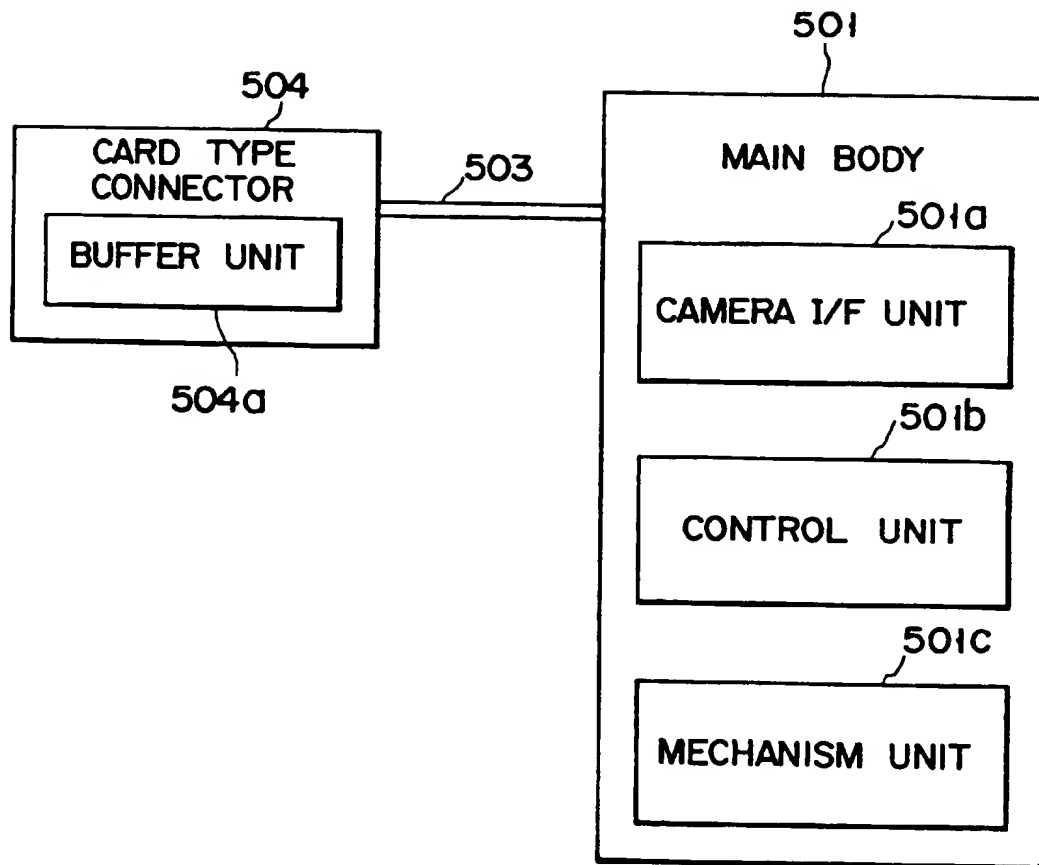 501
504
CARD TYPE
CONNECTOR
503
MAIN BODY
501a
BUFFER UNIT
CAMERA I/F UNIT
504a
501b
CONTROL UNIT
501c
MECHANISM UNIT